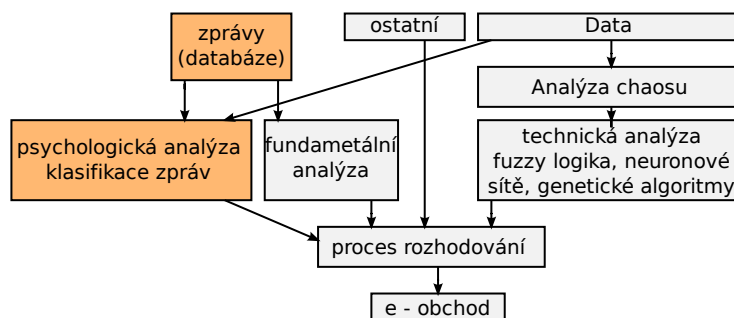 zprávy
(databáze)
ostatní
Data
Analýza chaosu
psychologická analýza
klasifikace zpráv
fundametální
analýza
technická analýza
fuzzy logika, neuronové
sítě, genetické algoritmy
proces rozhodování
e - obchod